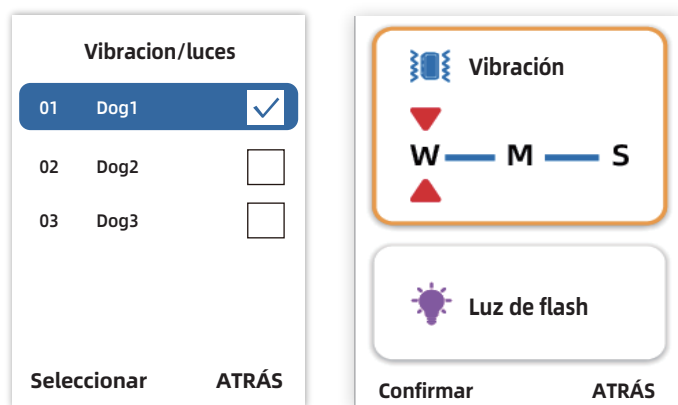 Vibracion/luces
01 Dog1
02 Dog2
03 Dog3
Seleccionar ATRÁS
Vibración
W M S
Luz de flash
Confirmar ATRÁS